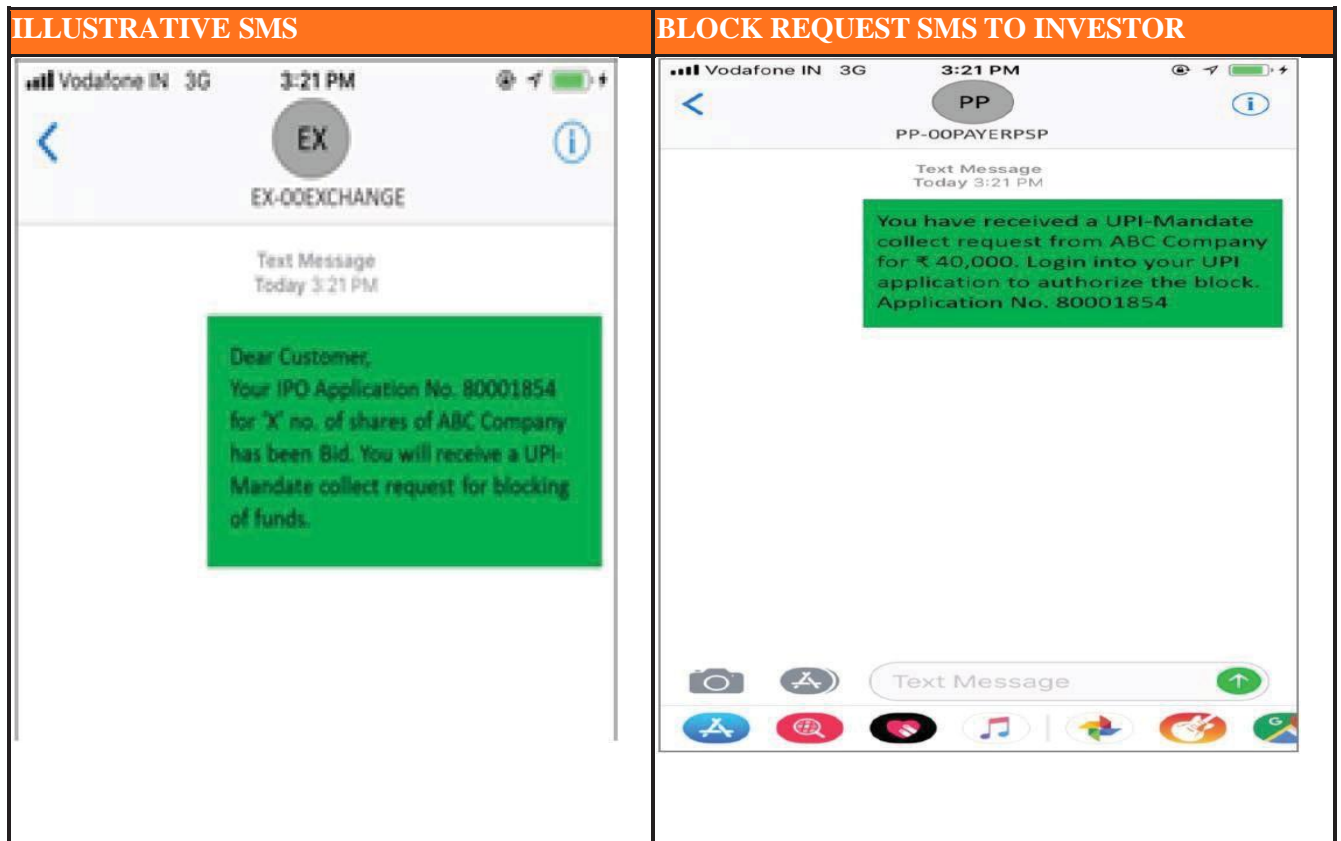 ILLUSTRATIVE SMS
Vodafone IN 3G 3:21 PM
EX
EX-00EXCHANGE
Text Message
Today 3:21 PM
Dear Customer,
Your IPO Application No. 80001854
for 'X' no. of shares of ABC Company
has been Bid. You will receive a UPI-
Mandate collect request for blocking
of funds.
BLOCK REQUEST SMS TO INVESTOR
Vodafone IN 3G 3:21 PM
PP
PP-00PAYERPSP
Text Message
Today 3:21 PM
You have received a UPI-Mandate
collect request from ABC Company
for ₹ 40,000. Login into your UPI
application to authorize the block.
Application No. 80001854
Text Message
G